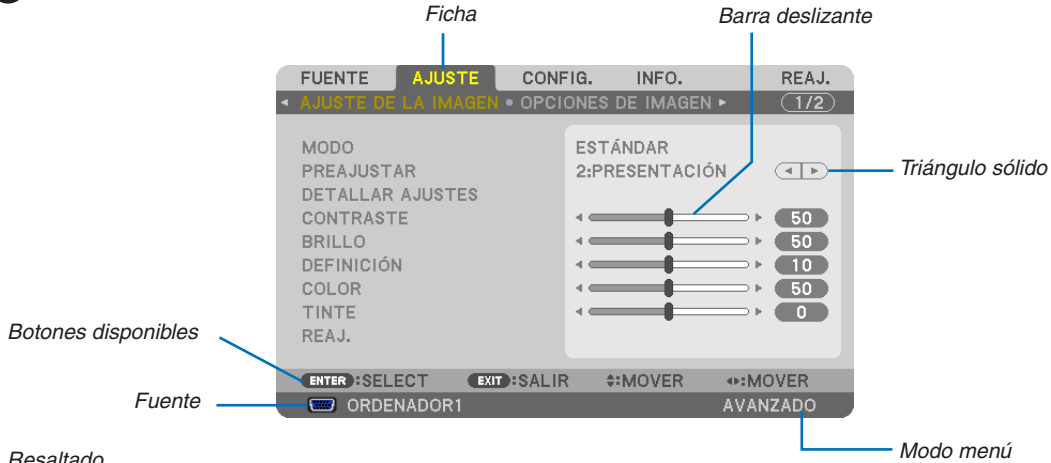 Ficha
Barra deslizante
FUENTE AJUSTE CONFIG. INFO. REAJ.
◂ AJUSTE DE LA IMAGEN ● OPCIONES DE IMAGEN ▸ 1/2
MODO ESTÁNDAR
PREAJUSTAR 2:PRESENTACIÓN
Triángulo sólido
DETALLAR AJUSTES
CONTRASTE 50
BRILLO 50
DEFINICIÓN 10
COLOR 50
TINTE 0
REAJ.
Botones disponibles
ENTER:SELECT EXIT:SALIR :MOVER :MOVER
Fuente
ORDENADOR1 AVANZADO
Modo menú
Resaltado